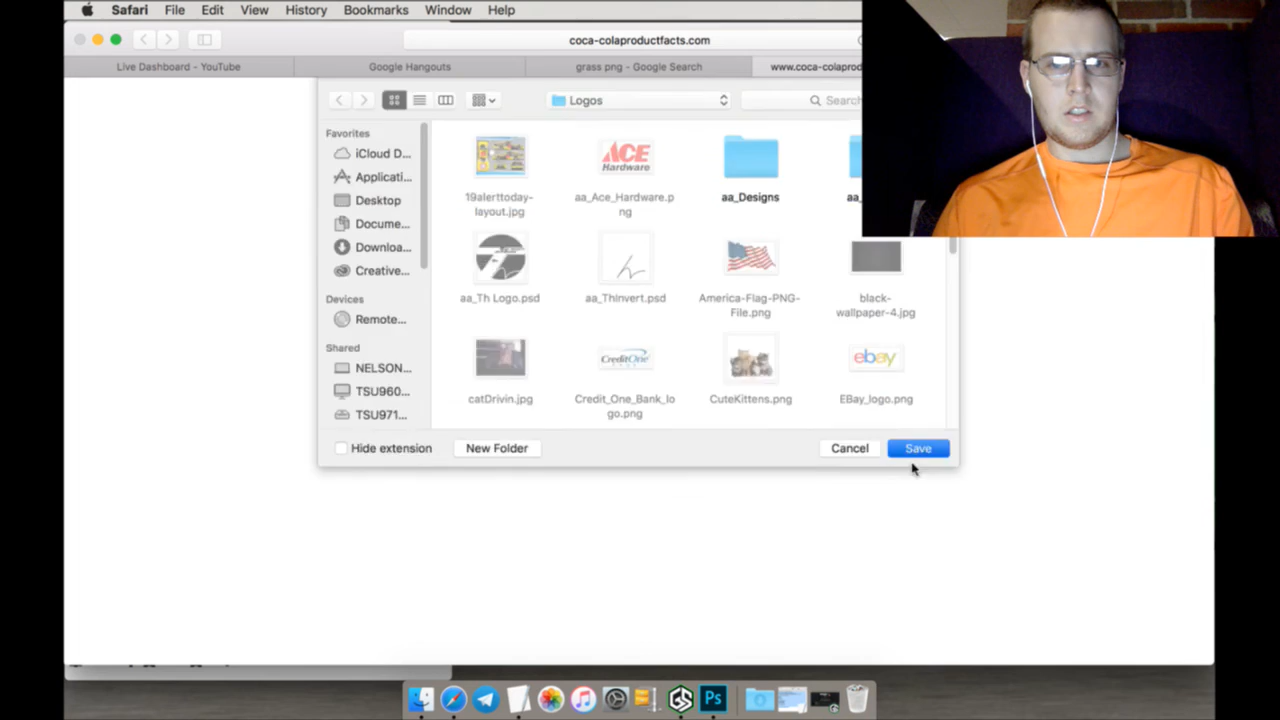 Safari File Edit View History Bookmarks Window Help
coca-colaproductfacts.com
Live Dashboard - YouTube Google Hangouts grass png - Google Search www.coca-colaprod
Logos Search
Favorites
iCloud D...
Applicati...
Desktop
Docume...
Downloa...
Creative...
Devices
Remote...
Shared
NELSON...
TSU960...
TSU971...
ACE
Hardware
19alerttoday-
layout.jpg
aa_Ace_Hardware.p
ng
aa_Designs
aa_
aa_Th Logo.psd
aa_ThInvert.psd
America-Flag-PNG-
File.png
black-
wallpaper-4.jpg
CreditOne
ebay
catDrivin.jpg
Credit_One_Bank_lo
go.png
CuteKittens.png
EBay_logo.png
Hide extension New Folder Cancel Save
GS Ps